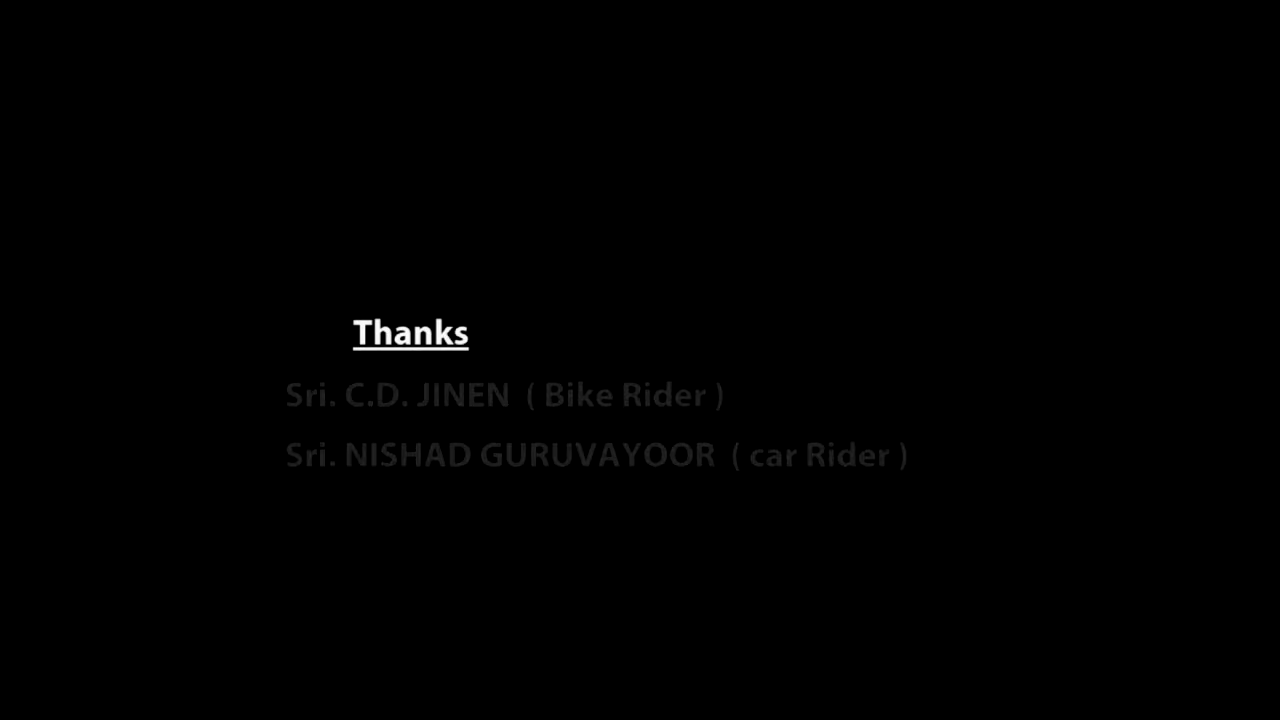 Thanks
Sri. C.D. JINEN ( Bike Rider )
Sri. NISHAD GURUVAYOOR ( car Rider )